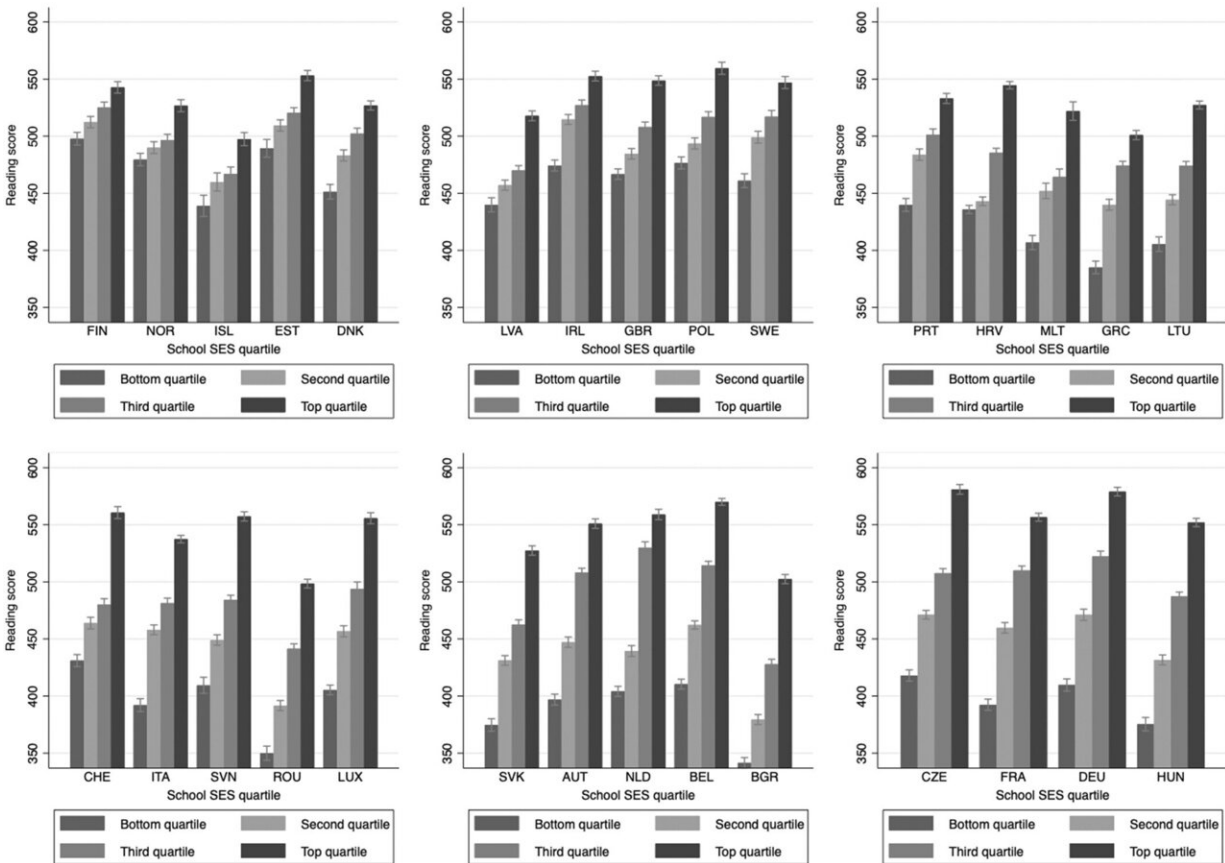 600
550
500
450
400
350
Reading score
FIN NOR ISL EST DNK
School SES quartile
Bottom quartile Second quartile
Third quartile Top quartile
600
550
500
450
400
350
Reading score
LVA IRL GBR POL SWE
School SES quartile
Bottom quartile Second quartile
Third quartile Top quartile
600
550
500
450
400
350
Reading score
PRT HRV MLT GRC LTU
School SES quartile
Bottom quartile Second quartile
Third quartile Top quartile
600
550
500
450
400
350
Reading score
CHE ITA SVN ROU LUX
School SES quartile
Bottom quartile Second quartile
Third quartile Top quartile
600
550
500
450
400
350
Reading score
SVK AUT NLD BEL BGR
School SES quartile
Bottom quartile Second quartile
Third quartile Top quartile
600
550
500
450
400
350
Reading score
CZE FRA DEU HUN
School SES quartile
Bottom quartile Second quartile
Third quartile Top quartile